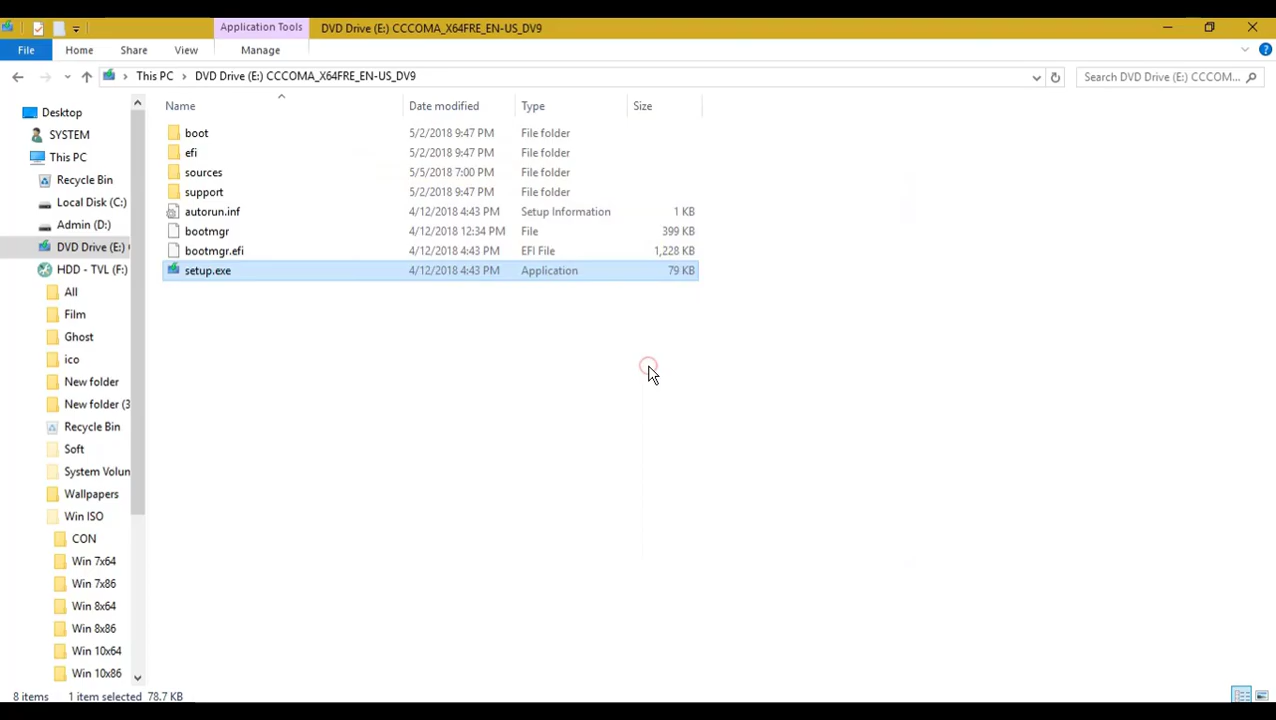 Application Tools DVD Drive (E:) CCCOMA_X64FRE_EN-US_DV9
File Home Share View Manage
This PC DVD Drive (E:) CCCOMA_X64FRE_EN-US_DV9 Search DVD Drive (E:) CCCOM...
Name Date modified Type Size
Desktop
SYSTEM
This PC
Recycle Bin
Local Disk (C:)
Admin (D:)
DVD Drive (E:) (
HDD - TVL (F:)
All
Film
Ghost
ico
New folder
New folder (3
Recycle Bin
Soft
System Volun
Wallpapers
Win ISO
CON
Win 7x64
Win 7x86
Win 8x64
Win 8x86
Win 10x64
Win 10x86
boot 5/2/2018 9:47 PM File folder
efi 5/2/2018 9:47 PM File folder
sources 5/5/2018 7:00 PM File folder
support 5/2/2018 9:47 PM File folder
autorun.inf 4/12/2018 4:43 PM Setup Information 1 KB
bootmgr 4/12/2018 12:34 PM File 399 KB
bootmgr.efi 4/12/2018 4:43 PM EFI File 1,228 KB
setup.exe 4/12/2018 4:43 PM Application 79 KB
8 items 1 item selected 78.7 KB